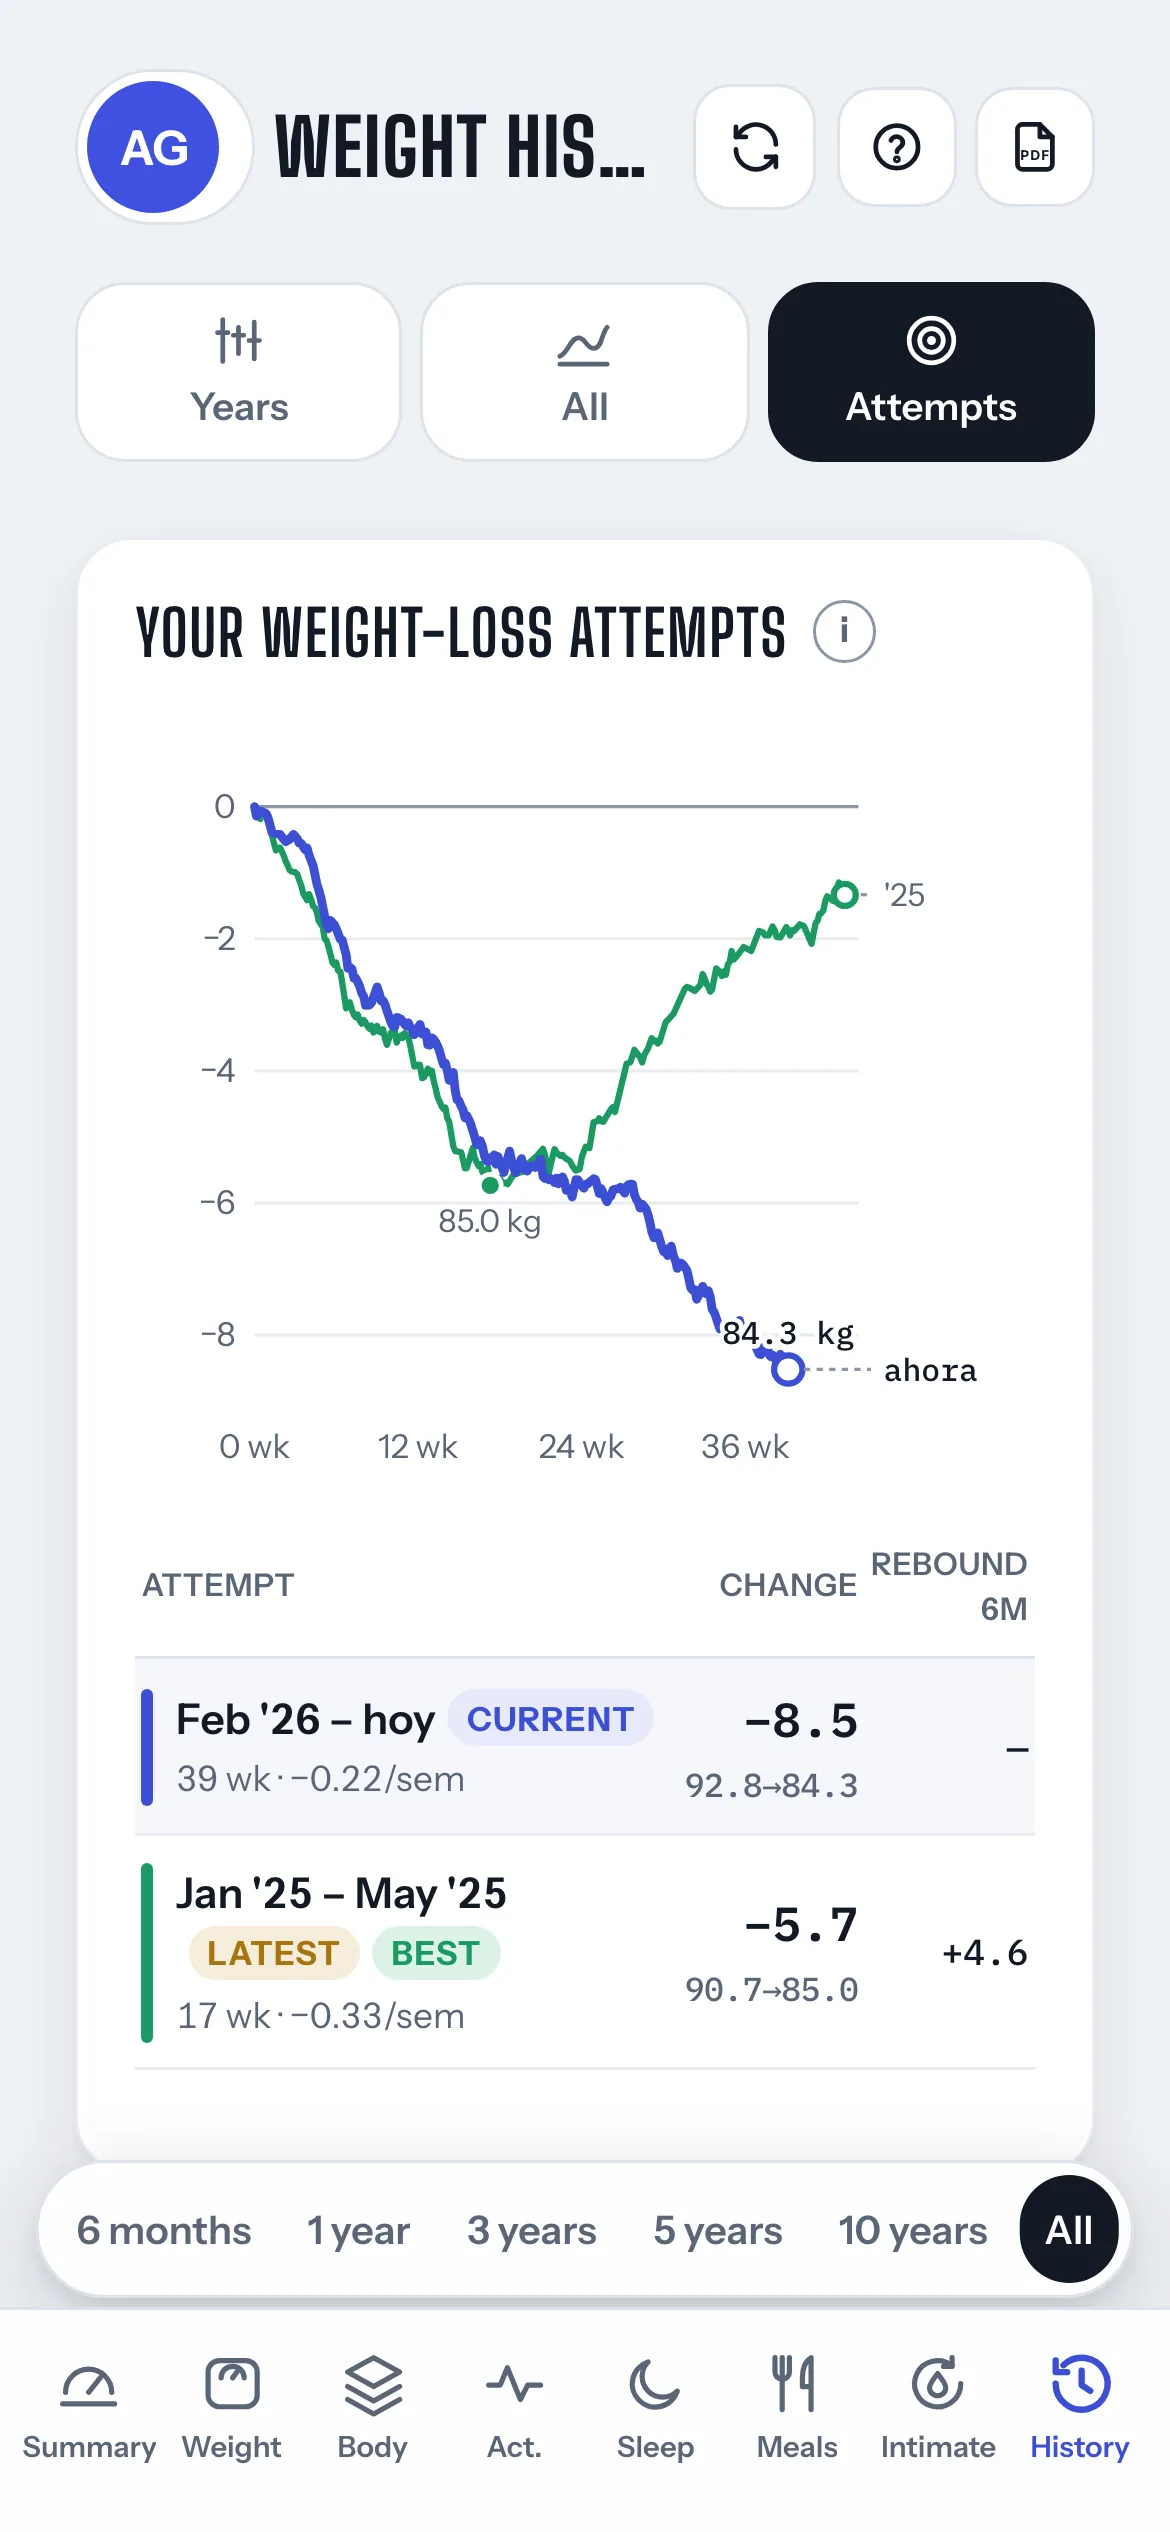 AG
WEIGHT HIS...
PDF
Years
All
Attempts
YOUR WEIGHT-LOSS ATTEMPTS
i
0
'25
−2
−4
−6
85.0 kg
−8
84.3 kg
ahora
0 wk
12 wk
24 wk
36 wk
ATTEMPT
CHANGE
REBOUND
6M
Feb '26 – hoy
CURRENT
−8.5
–
39 wk · −0.22/sem
92.8→84.3
Jan '25 – May '25
−5.7
LATEST
BEST
+4.6
90.7→85.0
17 wk · −0.33/sem
6 months
1 year
3 years
5 years
10 years
All
Summary
Weight
Body
Act.
Sleep
Meals
Intimate
History